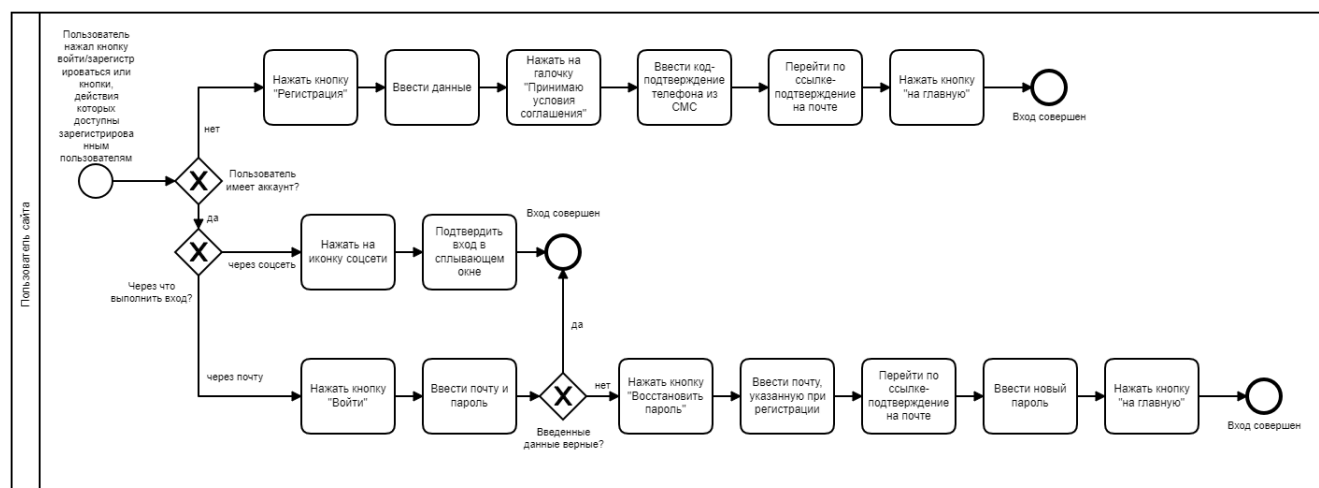 Пользователь сайта
Пользователь
нажал кнопку
войти/зарегистр
ироваться или
кнопки,
действия
которых
доступны
зарегистрирова
нным
пользователям
Пользователь
имеет аккаунт?
нет
Нажать кнопку
"Регистрация"
Ввести данные
Нажать на
галочку
"Принимаю
условия
соглашения"
Ввести код-
подтверждение
телефона из
СМС
Перейти по
ссылке-
подтверждение
на почте
Нажать кнопку
"на главную"
Вход совершен
да
Через что
выполнить вход?
через соцсеть
Нажать на
иконку соцсети
Подтвердить
вход в
сплывающем
окне
Вход совершен
через почту
Нажать кнопку
"Войти"
Ввести почту и
пароль
Введенные
данные верные?
да
нет
Нажать кнопку
"Восстановить
пароль"
Ввести почту,
указанную при
регистрации
Перейти по
ссылке-
подтверждение
на почте
Ввести новый
пароль
Нажать кнопку
"на главную"
Вход совершен